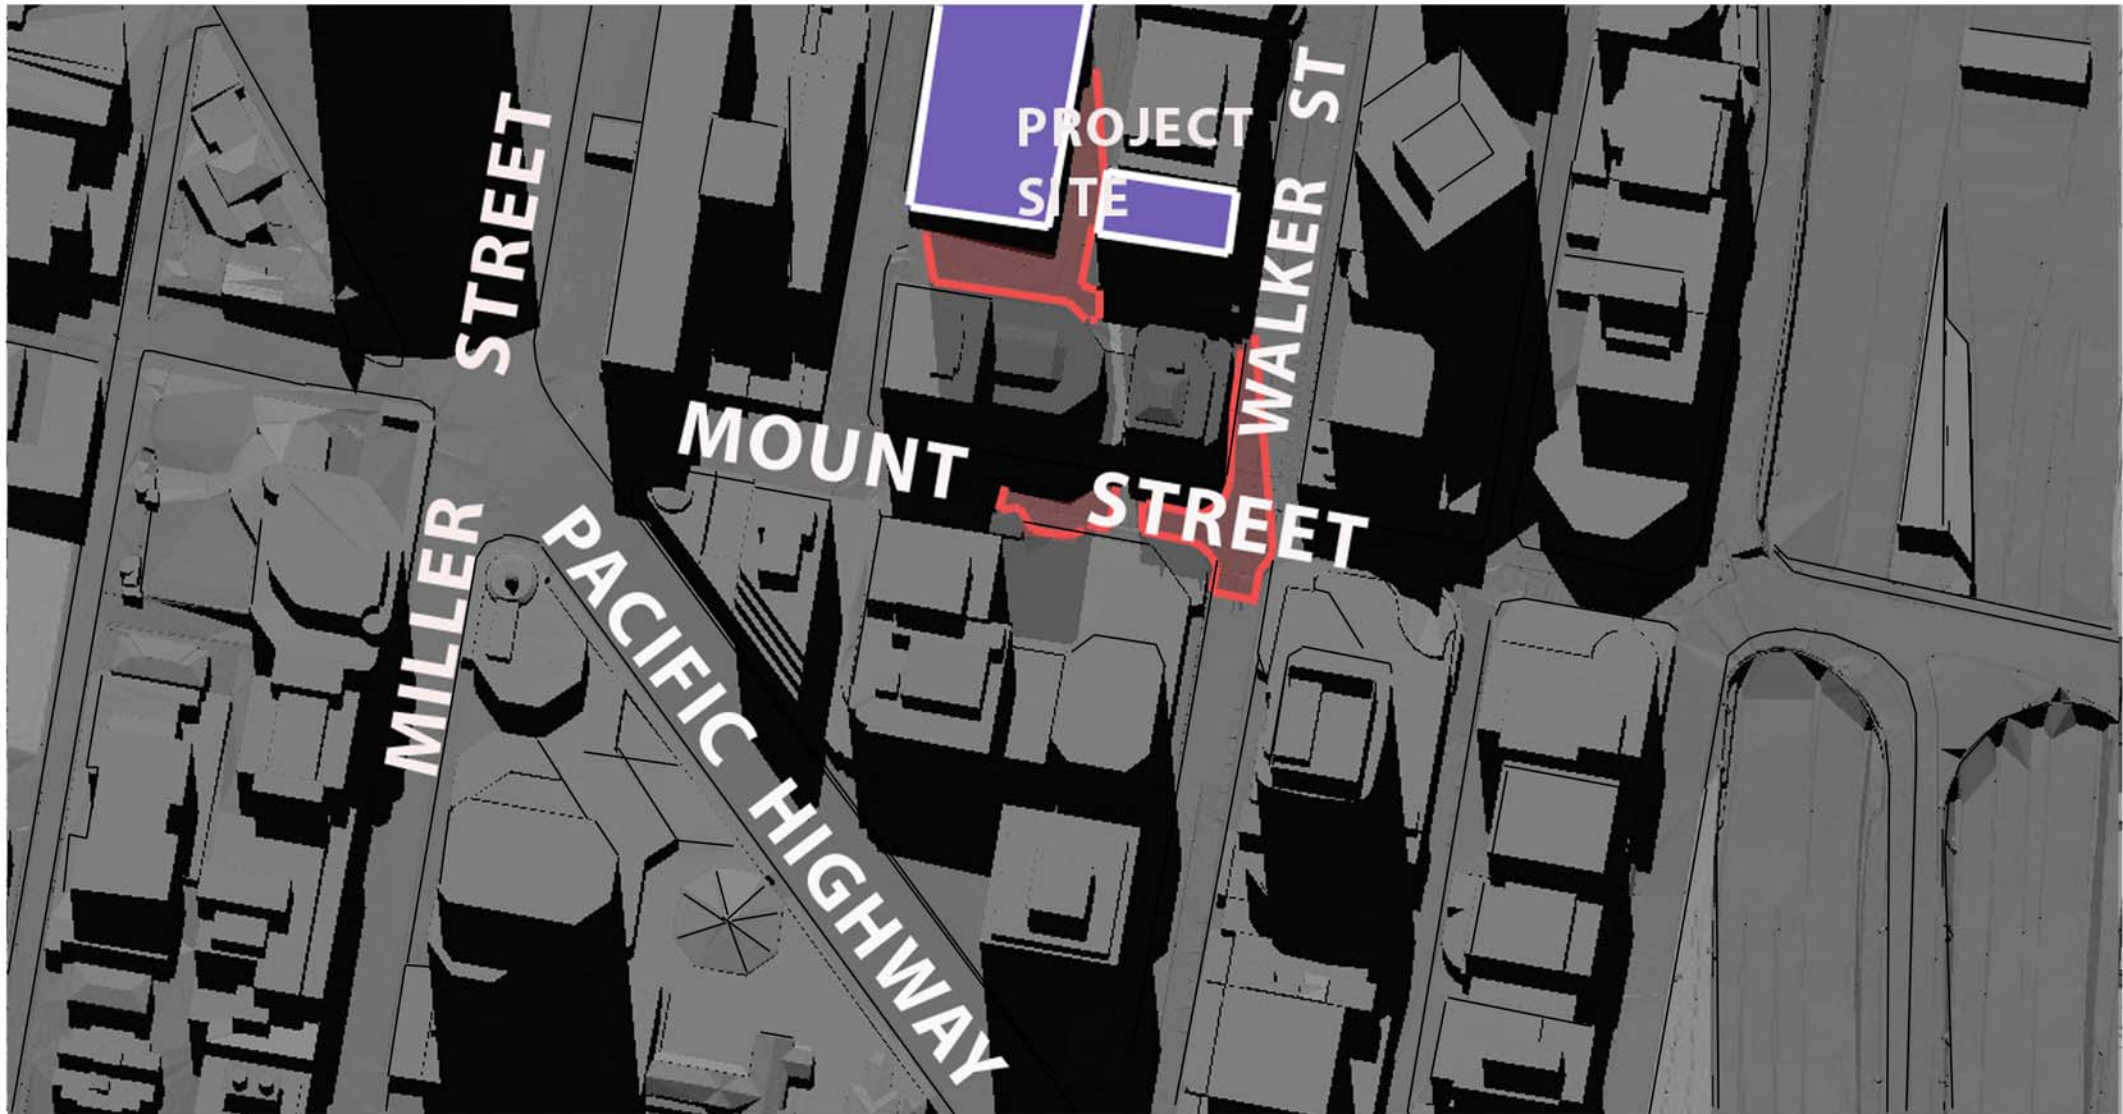 PROJECT
SITE
WALKER ST
MILLER STREET
MOUNT STREET
PACIFIC HIGHWAY